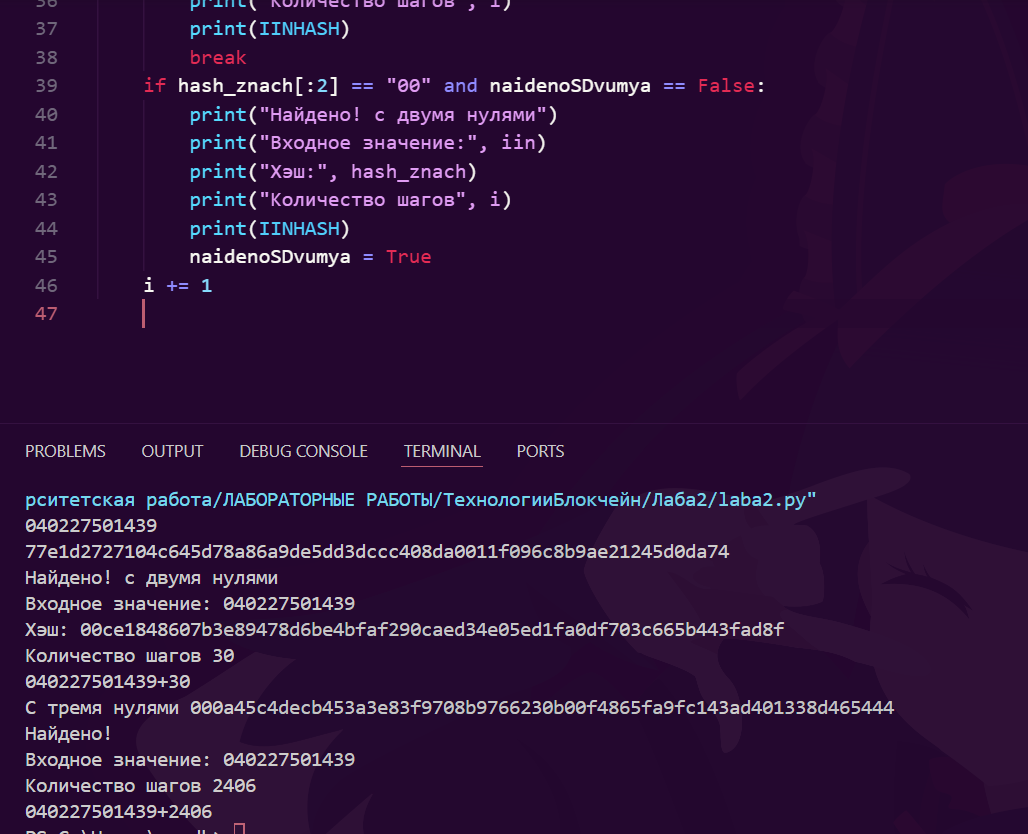 36 print("Количество шагов", i)
37 print(IINHASH)
38 break
39 if hash_znach[:2] == "00" and naidenoSDvumya == False:
40 print("Найдено! с двумя нулями")
41 print("Входное значение:", iin)
42 print("Хэш:", hash_znach)
43 print("Количество шагов", i)
44 print(IINHASH)
45 naidenoSDvumya = True
46 i += 1
47
PROBLEMS OUTPUT DEBUG CONSOLE TERMINAL PORTS
рситетская работа/ЛАБОРАТОРНЫЕ РАБОТЫ/ТехнологииБлокчейн/Лаба2/laba2.py"
040227501439
77e1d2727104c645d78a86a9de5dd3dccc408da0011f096c8b9ae21245d0da74
Найдено! с двумя нулями
Входное значение: 040227501439
Хэш: 00ce1848607b3e89478d6be4bfaf290caed34e05ed1fa0df703c665b443fad8f
Количество шагов 30
040227501439+30
С тремя нулями 000a45c4decb453a3e83f9708b9766230b00f4865fa9fc143ad401338d465444
Найдено!
Входное значение: 040227501439
Количество шагов 2406
040227501439+2406